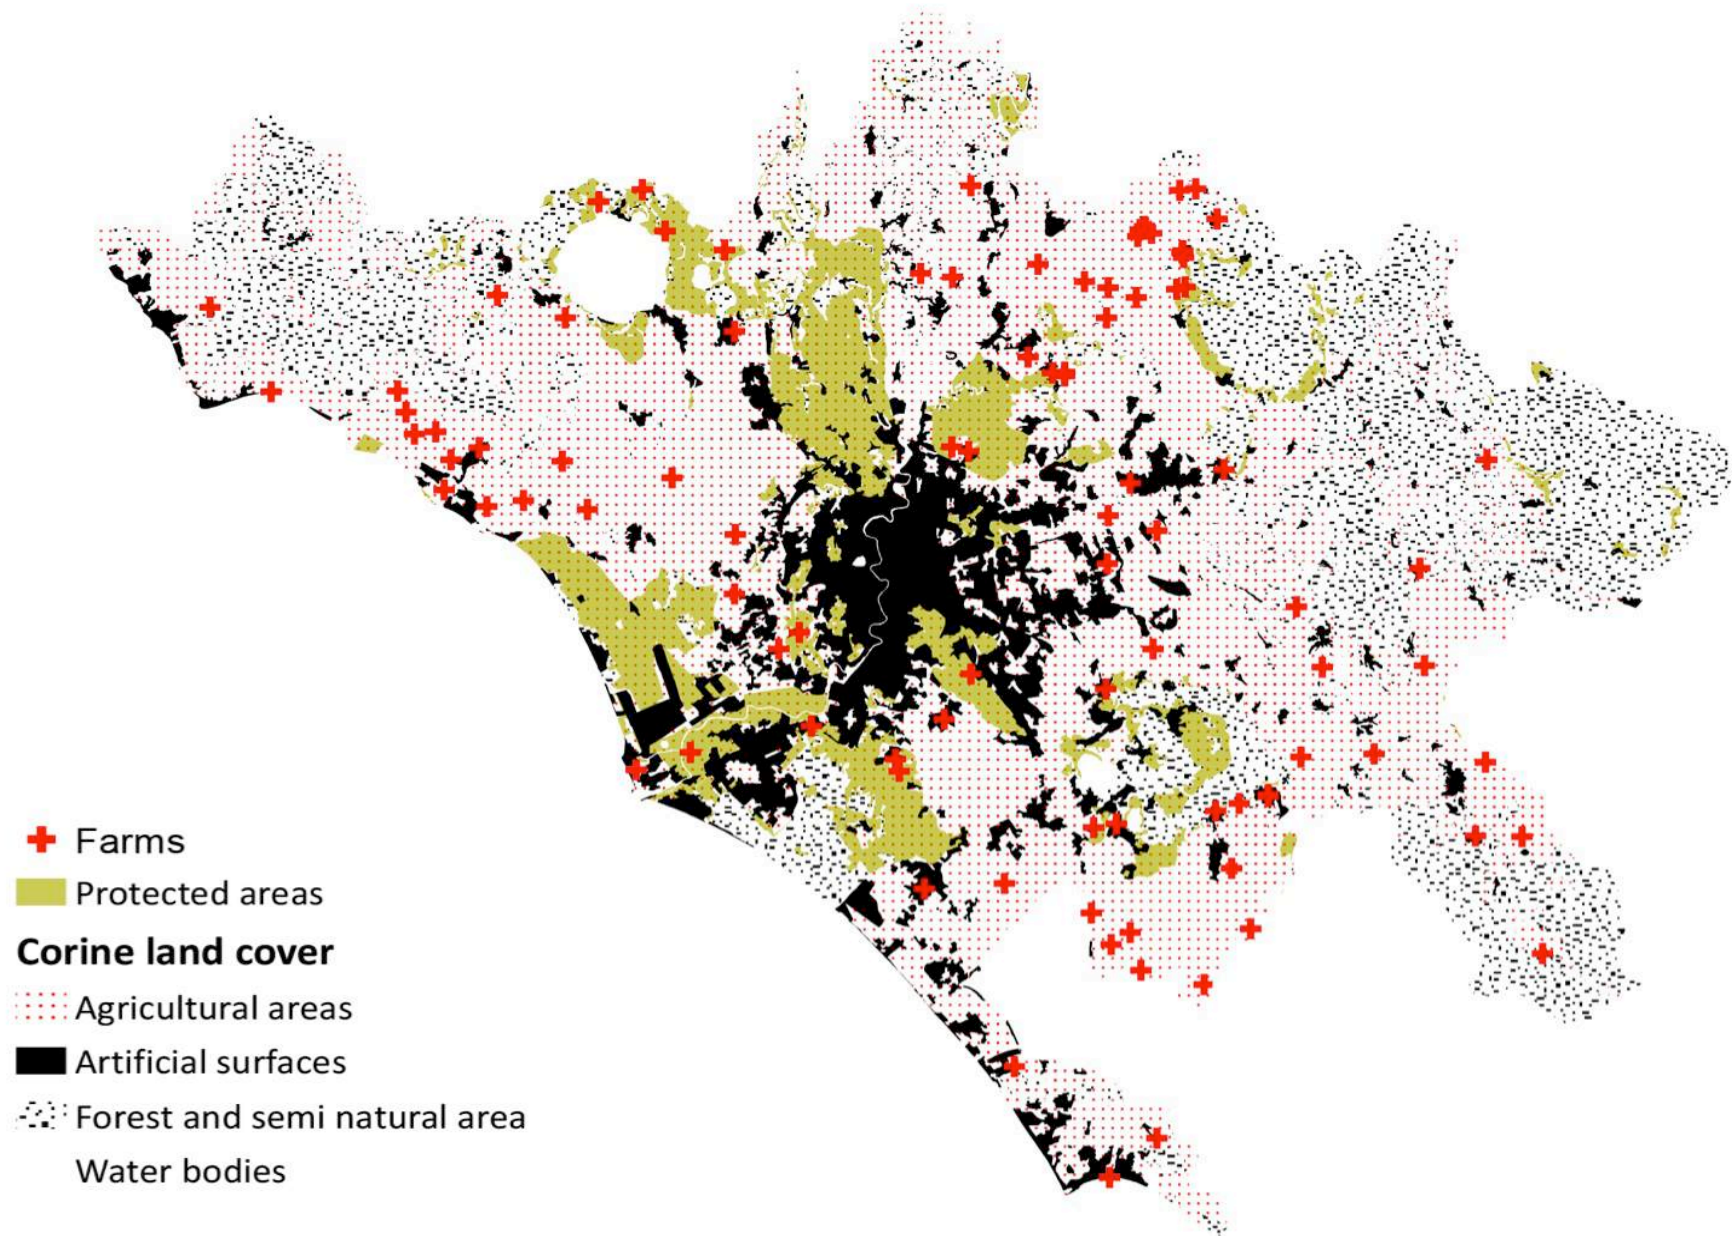 Farms
Protected areas
Corine land cover
Agricultural areas
Artificial surfaces
Forest and semi natural area
Water bodies